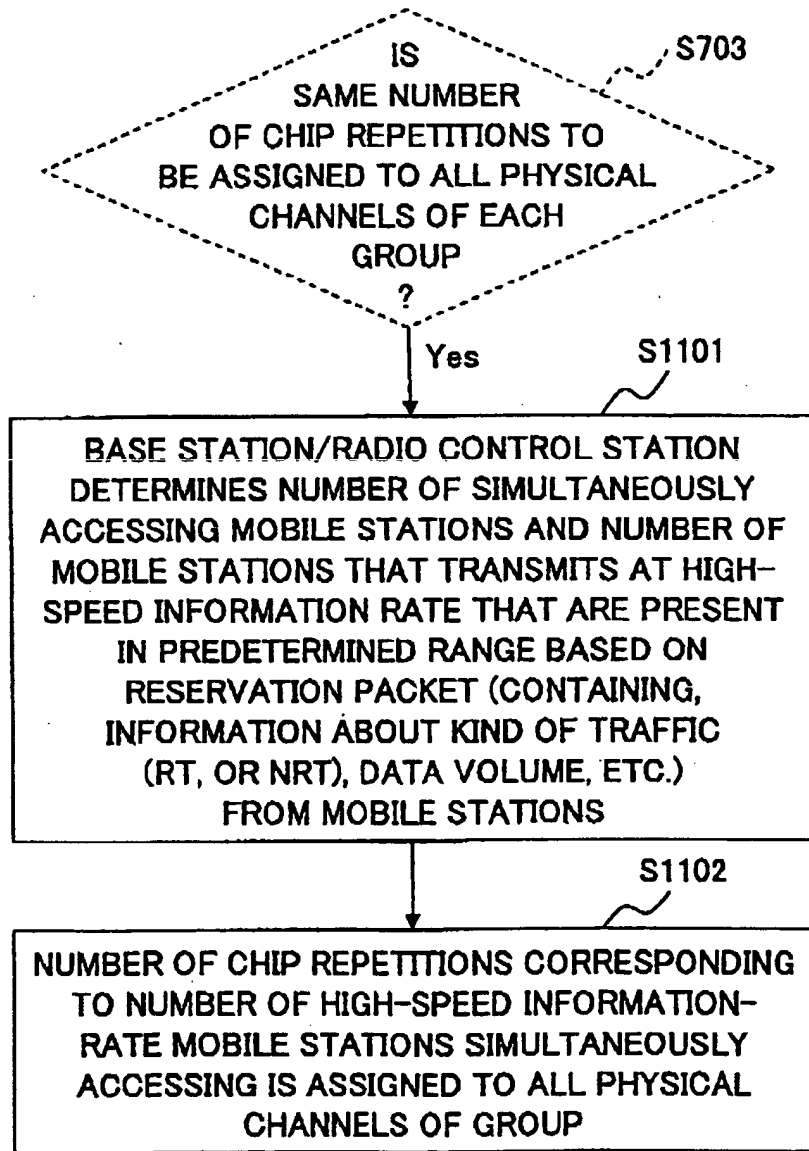 IS
SAME NUMBER
OF CHIP REPETITIONS TO
BE ASSIGNED TO ALL PHYSICAL
CHANNELS OF EACH
GROUP
?
S703
Yes
S1101
BASE STATION/RADIO CONTROL STATION
DETERMINES NUMBER OF SIMULTANEOUSLY
ACCESSING MOBILE STATIONS AND NUMBER OF
MOBILE STATIONS THAT TRANSMITS AT HIGH-
SPEED INFORMATION RATE THAT ARE PRESENT
IN PREDETERMINED RANGE BASED ON
RESERVATION PACKET (CONTAINING,
INFORMATION ABOUT KIND OF TRAFFIC
(RT, OR NRT), DATA VOLUME, ETC.)
FROM MOBILE STATIONS
S1102
NUMBER OF CHIP REPETITIONS CORRESPONDING
TO NUMBER OF HIGH-SPEED INFORMATION-
RATE MOBILE STATIONS SIMULTANEOUSLY
ACCESSING IS ASSIGNED TO ALL PHYSICAL
CHANNELS OF GROUP